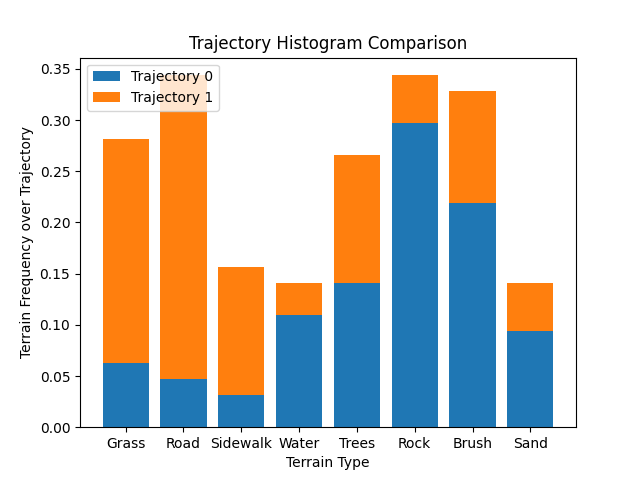 Trajectory Histogram Comparison
Trajectory 0
Trajectory 1
Terrain Frequency over Trajectory
0.35
0.30
0.25
0.20
0.15
0.10
0.05
0.00
Grass Road Sidewalk Water Trees Rock Brush Sand
Terrain Type